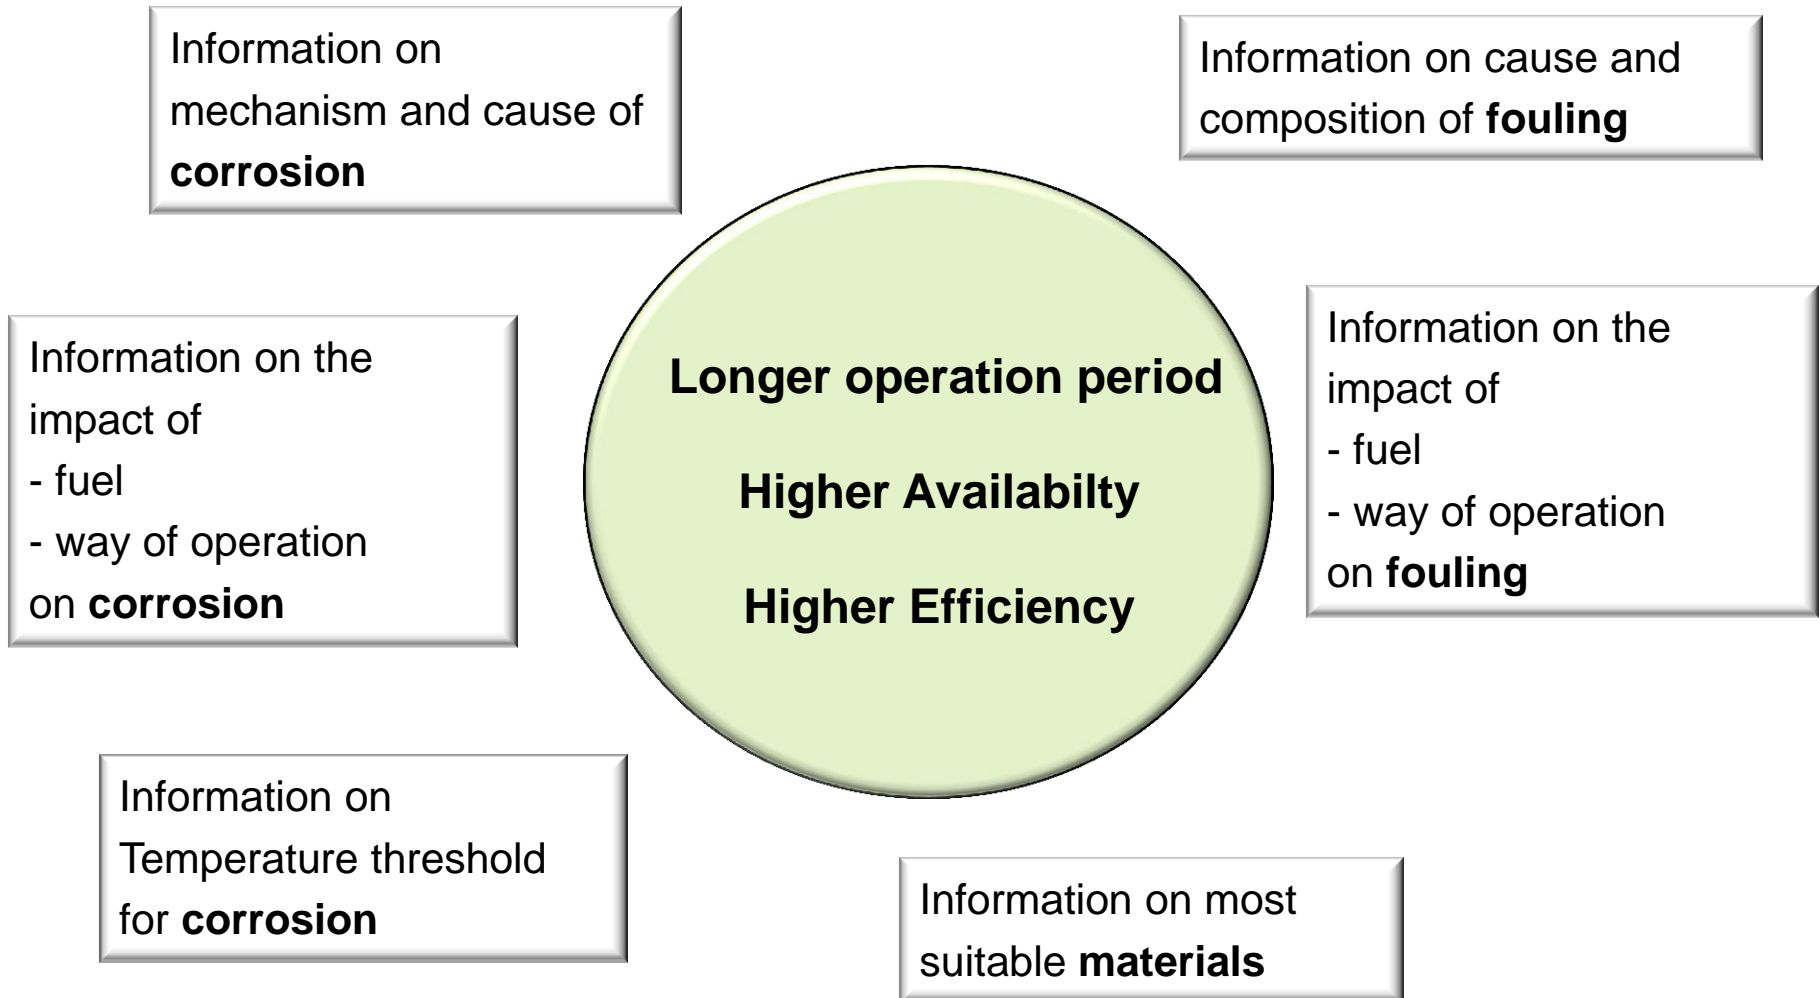 Information on
mechanism and cause of
corrosion
Information on cause and
composition of fouling
Information on the
impact of
- fuel
- way of operation
on corrosion
Longer operation period
Higher Availabilty
Higher Efficiency
Information on the
impact of
- fuel
- way of operation
on fouling
Information on
Temperature threshold
for corrosion
Information on most
suitable materials